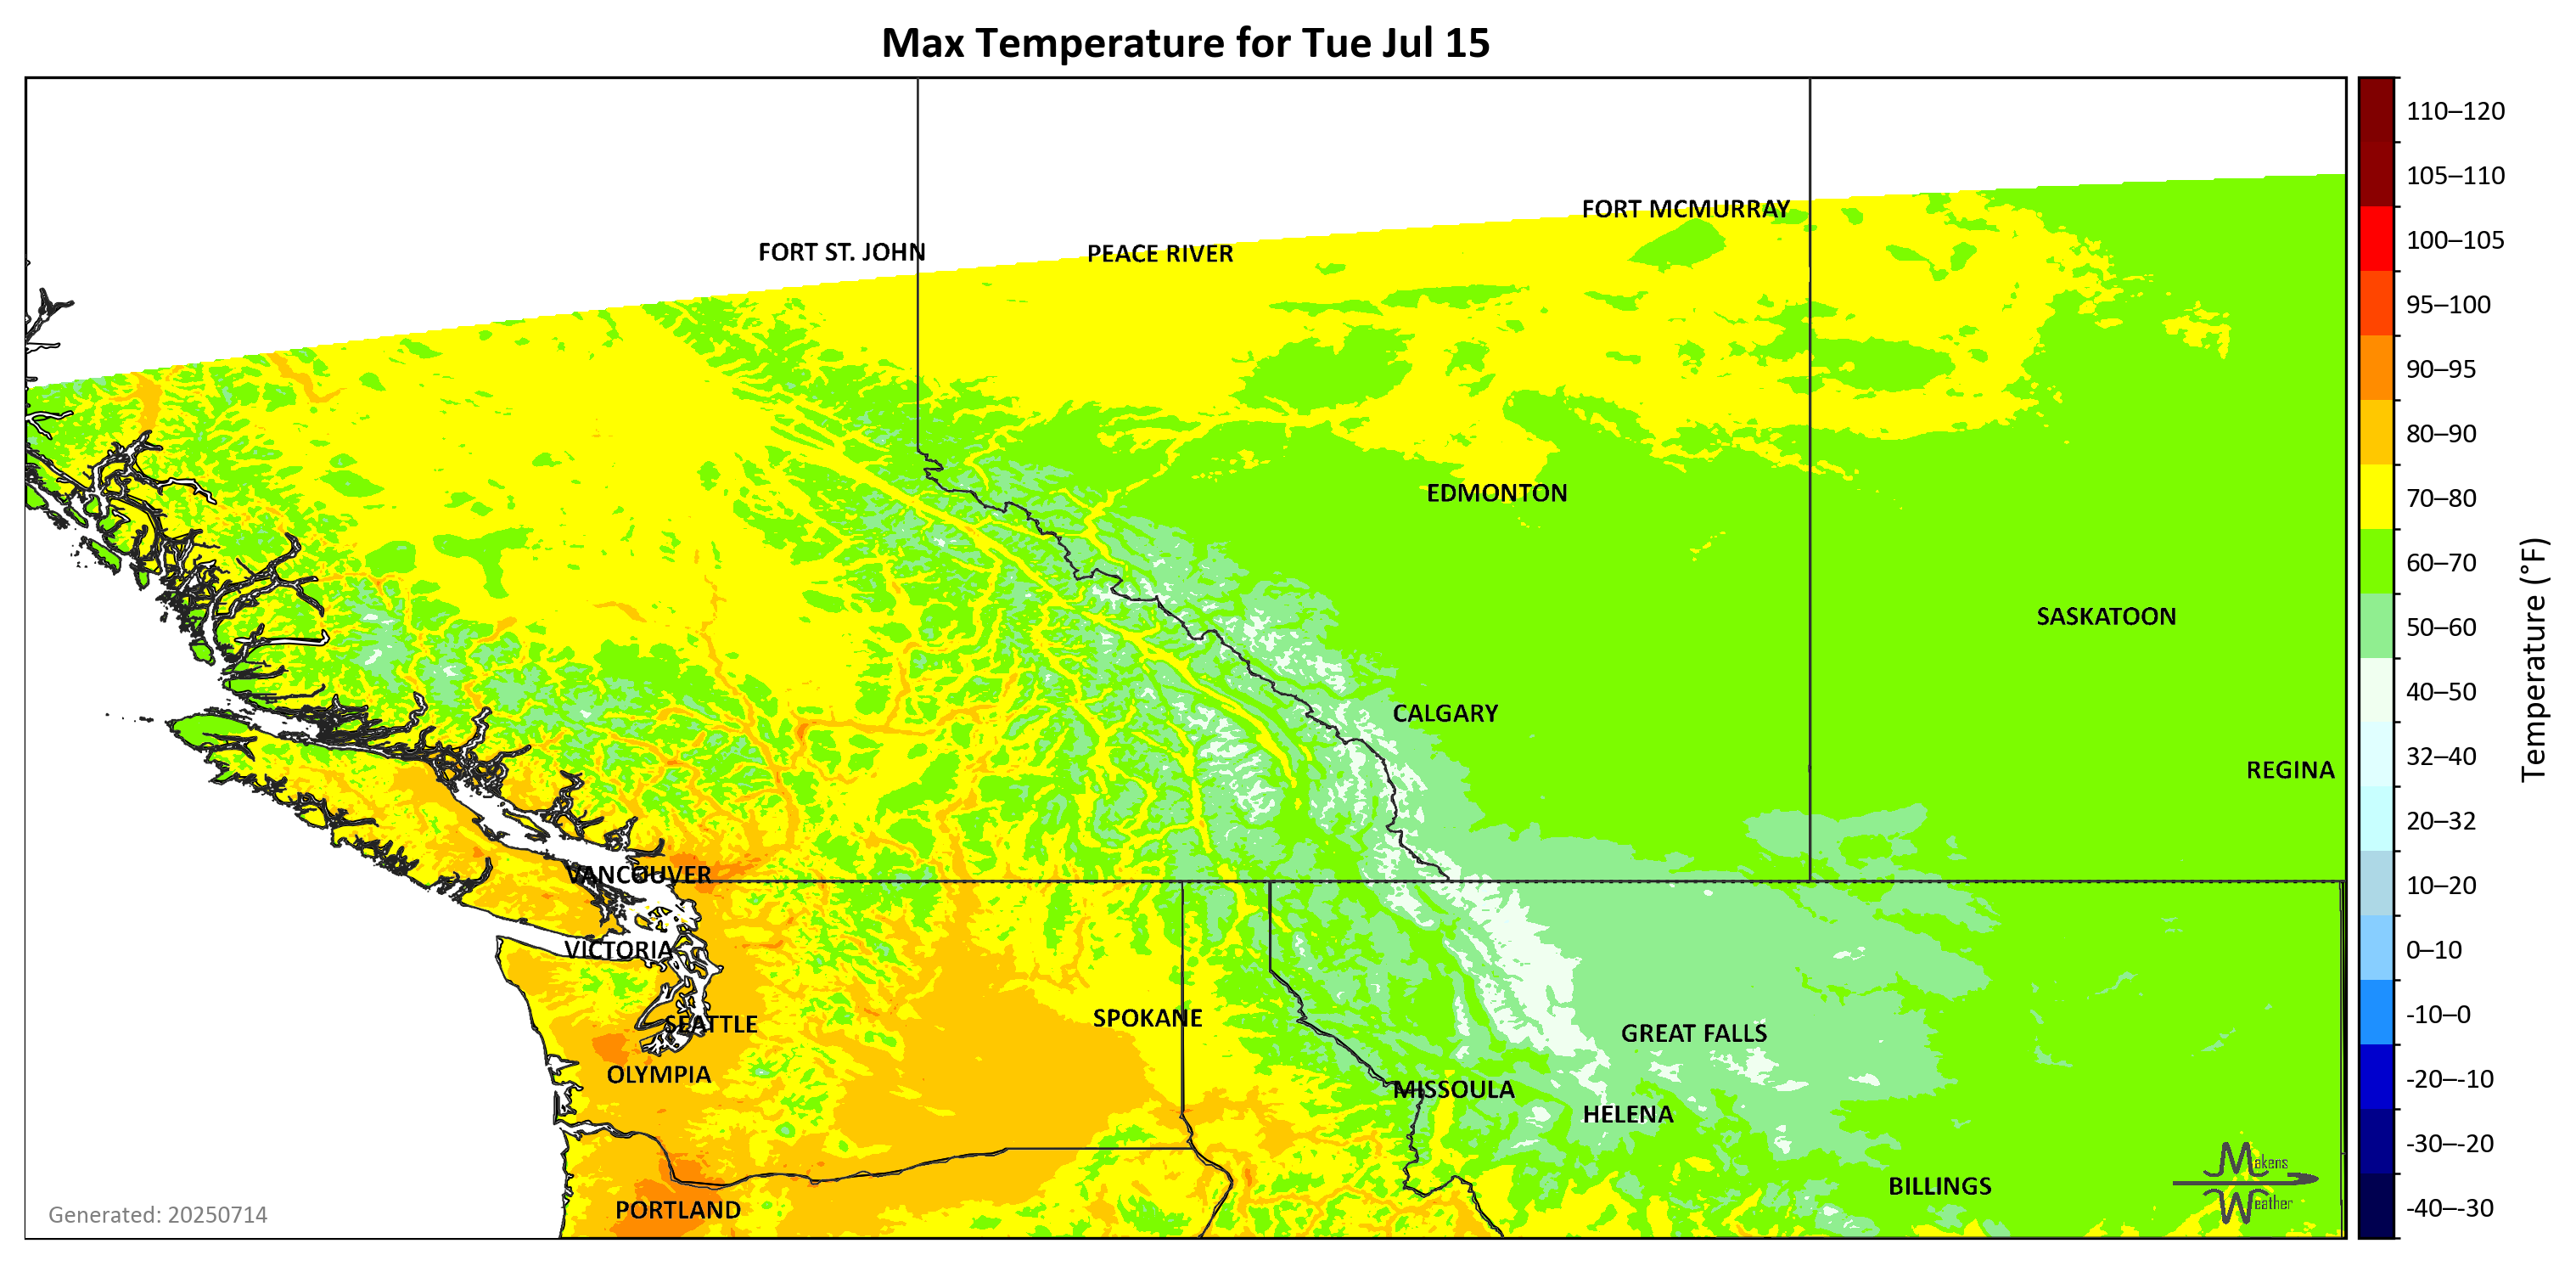 Max Temperature for Tue Jul 15
FORT MCMURRAY
FORT ST. JOHN
PEACE RIVER
EDMONTON
SASKATOON
CALGARY
REGINA
VANCOUVER
VICTORIA
SPOKANE
SEATTLE
GREAT FALLS
OLYMPIA
MISSOULA
HELENA
BILLINGS
PORTLAND
Makens
Weather
Generated: 20250714
110–120
105–110
100–105
95–100
90–95
80–90
70–80
60–70
50–60
40–50
32–40
20–32
10–20
0–10
-10–0
-20–-10
-30–-20
-40–-30
Temperature (°F)